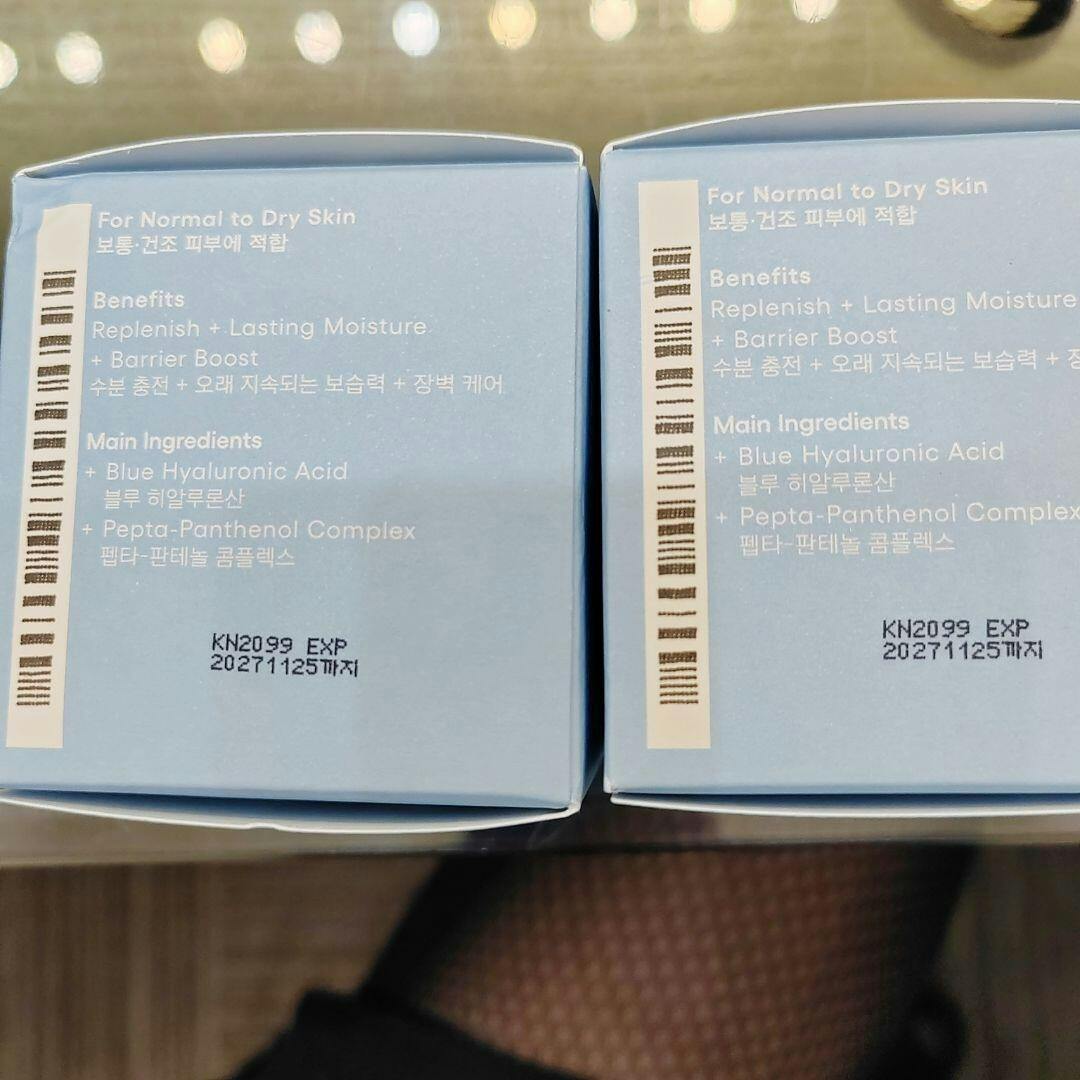 For Normal to Dry Skin
보통·건조 피부에 적합
Benefits
Replenish + Lasting Moisture
+ Barrier Boost
수분 충전 + 오래 지속되는 보습력 + 장벽 케어
Main Ingredients
+ Blue Hyaluronic Acid
블루 히알루론산
+ Pepta-Panthenol Complex
펩타-판테놀 콤플렉스
KN2099 EXP
20271125까지
For Normal to Dry Skin
보통·건조 피부에 적합
Benefits
Replenish + Lasting Moisture
+ Barrier Boost
수분 충전 + 오래 지속되는 보습력 +
Main Ingredients
+ Blue Hyaluronic Acid
블루 히알루론산
+ Pepta-Panthenol Complex
펩타-판테놀 콤플렉스
KN2099 EXP
20271125까지